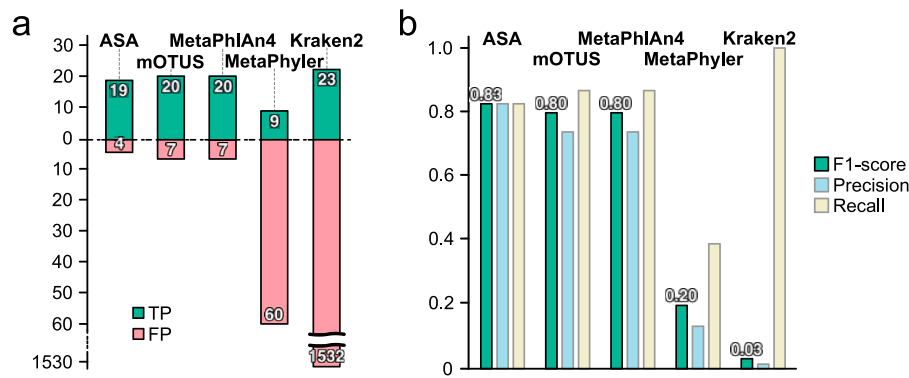 a
ASA
MetaPhlAn4
Kraken2
mOTUS
MetaPhyler
30
20
10
0
10
20
30
40
50
60
1530
19
20
20
9
23
4
7
7
60
1532
TP
FP
b
ASA
MetaPhlAn4
Kraken2
mOTUS
MetaPhyler
1.0
0.8
0.6
0.4
0.2
0
0.83
0.80
0.80
0.20
0.03
F1-score
Precision
Recall